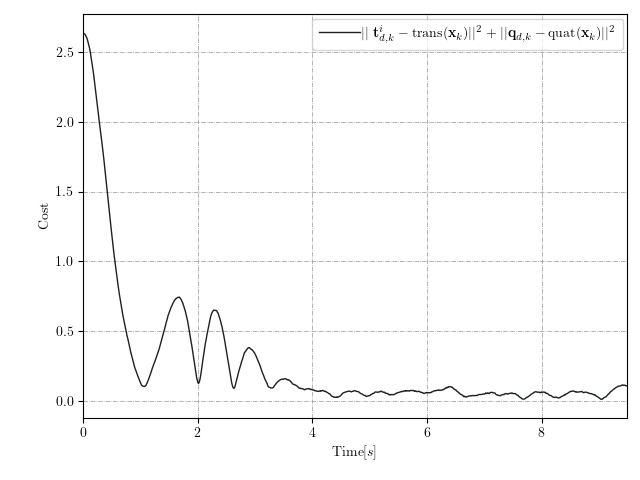 || t^i_{d,k} − trans(x_k)||² + ||q_{d,k} − quat(x_k)||²
2.5
2.0
1.5
1.0
0.5
0.0
Cost
0 2 4 6 8
Time[s]